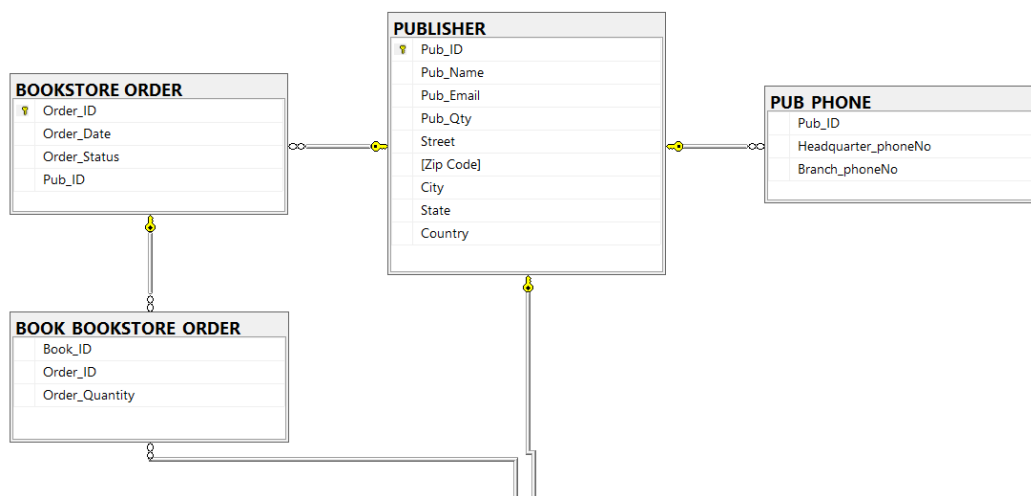 PUBLISHER
Pub_ID
Pub_Name
Pub_Email
Pub_Qty
Street
[Zip Code]
City
State
Country
BOOKSTORE ORDER
Order_ID
Order_Date
Order_Status
Pub_ID
PUB PHONE
Pub_ID
Headquarter_phoneNo
Branch_phoneNo
BOOK BOOKSTORE ORDER
Book_ID
Order_ID
Order_Quantity